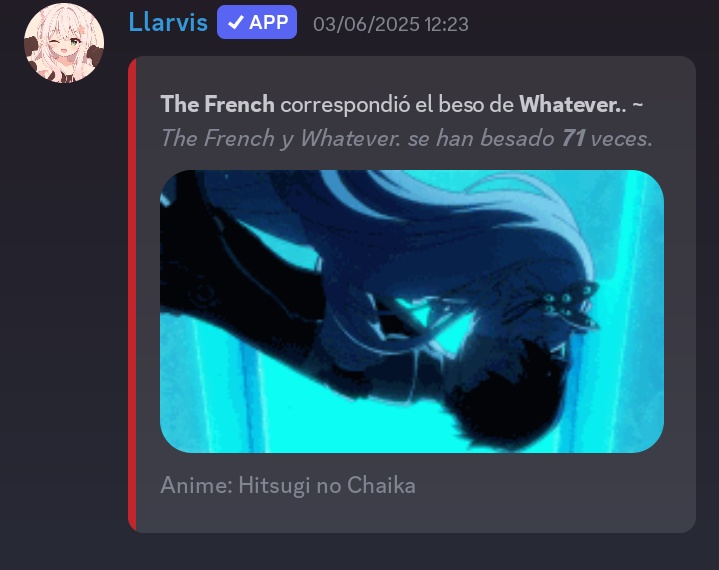 Llarvis ✓ APP 03/06/2025 12:23
The French correspondió el beso de Whatever.. ~
The French y Whatever. se han besado 71 veces.
Anime: Hitsugi no Chaika